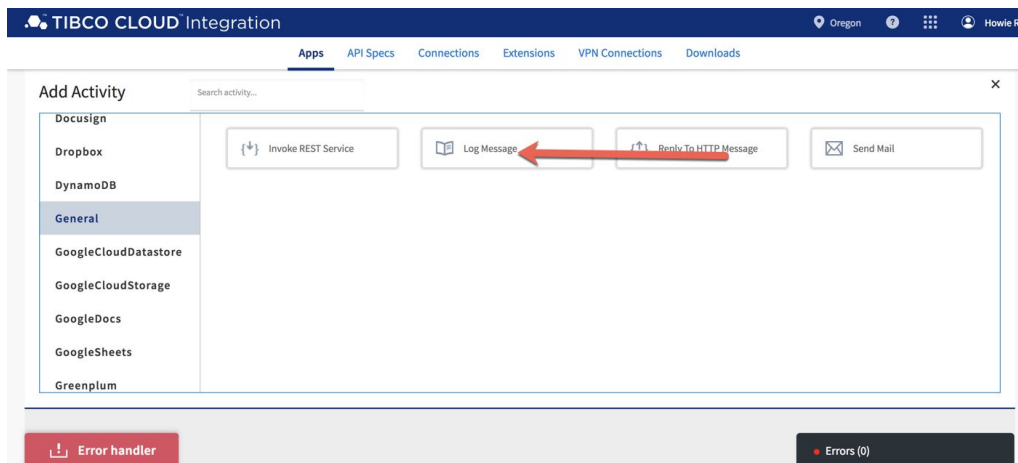 TIBCO CLOUD™ Integration
Oregon
?
Howie R
Apps API Specs Connections Extensions VPN Connections Downloads
Add Activity
Search activity...
Docusign
Dropbox
DynamoDB
General
GoogleCloudDatastore
GoogleCloudStorage
GoogleDocs
GoogleSheets
Greenplum
Invoke REST Service
Log Message
Reply To HTTP Message
Send Mail
Error handler
Errors (0)